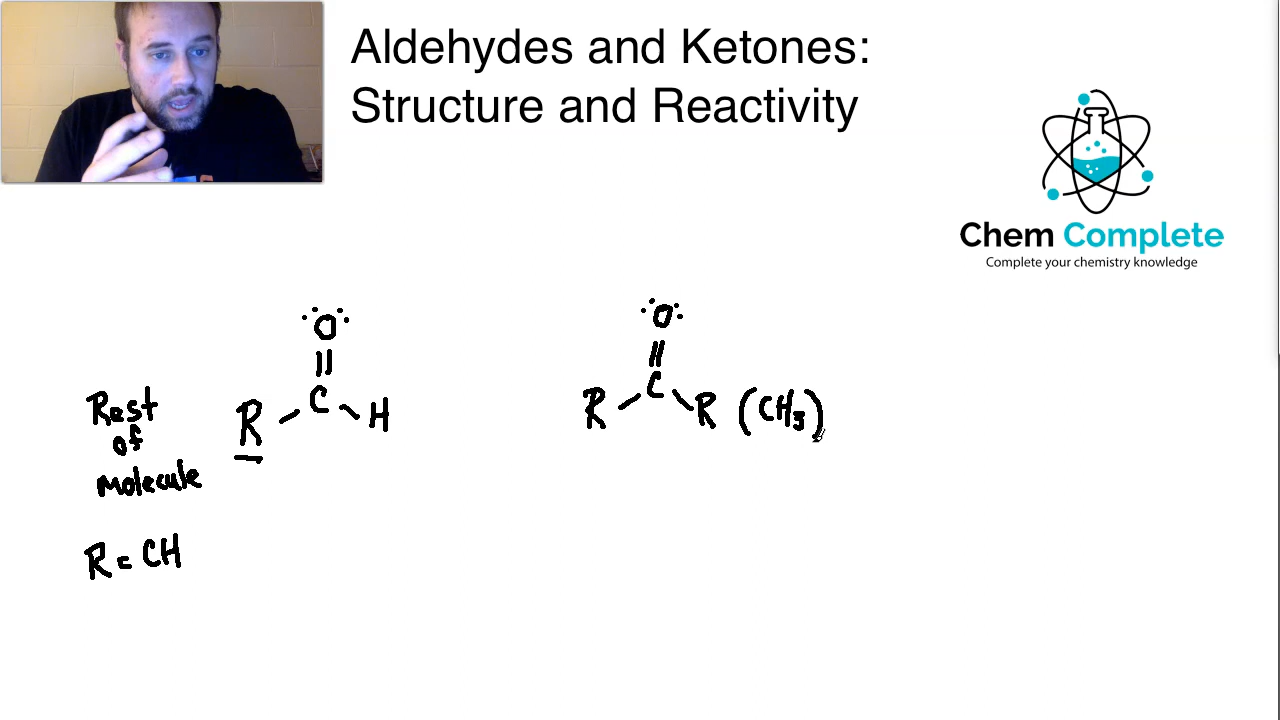 Aldehydes and Ketones:
Structure and Reactivity
Chem Complete
Complete your chemistry knowledge
O
||
R - C - H
Rest
of
molecule
R = CH
O
||
R - C - R (CH3)